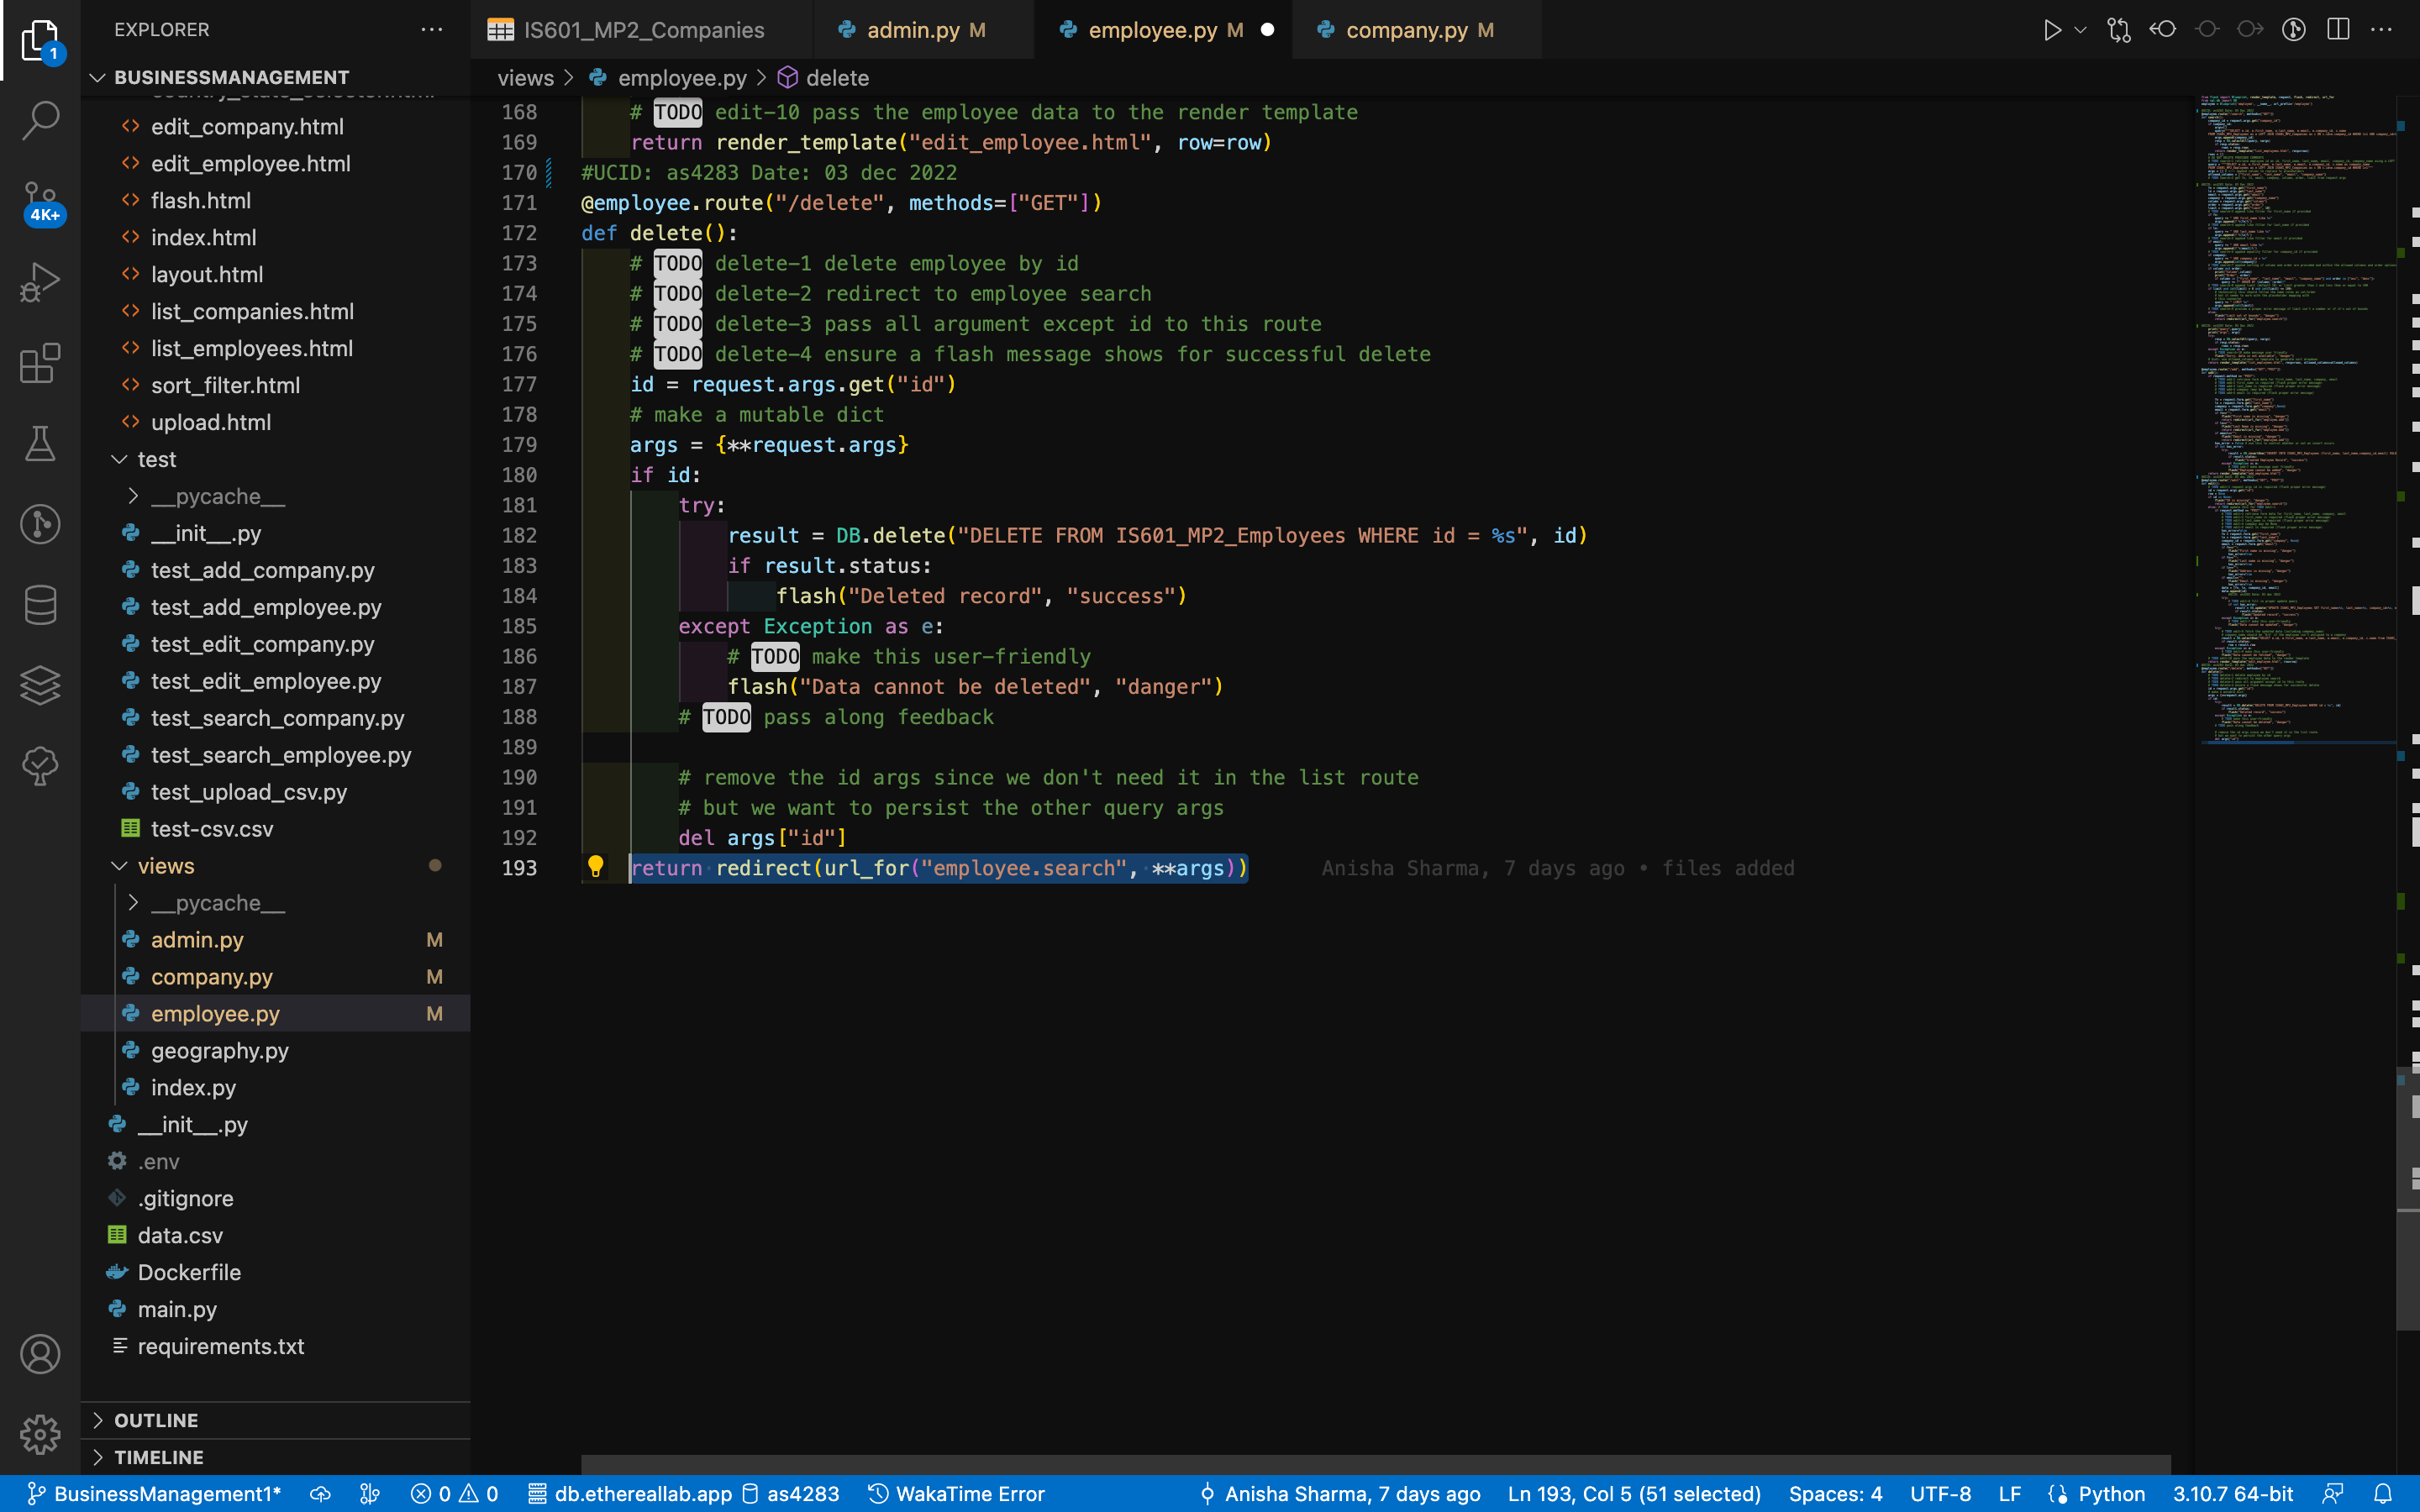 EXPLORER
IS601_MP2_Companies
admin.py M
employee.py M
company.py M
1
BUSINESSMANAGEMENT
views > employee.py > delete
edit_company.html
edit_employee.html
flash.html
index.html
layout.html
list_companies.html
list_employees.html
sort_filter.html
upload.html
test
__pycache__
__init__.py
test_add_company.py
test_add_employee.py
test_edit_company.py
test_edit_employee.py
test_search_company.py
test_search_employee.py
test_upload_csv.py
test-csv.csv
views
__pycache__
admin.py M
company.py M
employee.py M
geography.py
index.py
__init__.py
.env
.gitignore
data.csv
Dockerfile
main.py
requirements.txt
OUTLINE
TIMELINE
4K+
168 # TODO edit-10 pass the employee data to the render template
169 return render_template("edit_employee.html", row=row)
170 #UCID: as4283 Date: 03 dec 2022
171 @employee.route("/delete", methods=["GET"])
172 def delete():
173 # TODO delete-1 delete employee by id
174 # TODO delete-2 redirect to employee search
175 # TODO delete-3 pass all argument except id to this route
176 # TODO delete-4 ensure a flash message shows for successful delete
177 id = request.args.get("id")
178 # make a mutable dict
179 args = {**request.args}
180 if id:
181 try:
182 result = DB.delete("DELETE FROM IS601_MP2_Employees WHERE id = %s", id)
183 if result.status:
184 flash("Deleted record", "success")
185 except Exception as e:
186 # TODO make this user-friendly
187 flash("Data cannot be deleted", "danger")
188 # TODO pass along feedback
189
190 # remove the id args since we don't need it in the list route
191 # but we want to persist the other query args
192 del args["id"]
193 return redirect(url_for("employee.search", **args)) Anisha Sharma, 7 days ago • files added
BusinessManagement1* 0 0 db.ethereallab.app as4283 WakaTime Error Anisha Sharma, 7 days ago Ln 193, Col 5 (51 selected) Spaces: 4 UTF-8 LF Python 3.10.7 64-bit